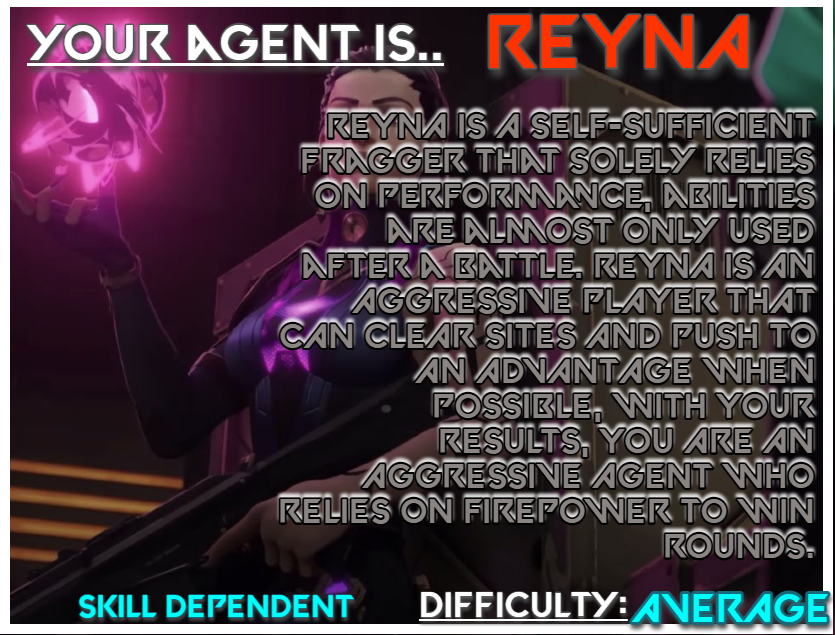 YOUR AGENT IS.. REYNA
REYNA IS A SELF-SUFFICIENT
FRAGGER THAT SOLELY RELIES
ON PERFORMANCE, ABILITIES
ARE ALMOST ONLY USED
AFTER A BATTLE. REYNA IS AN
AGGRESSIVE PLAYER THAT
CAN CLEAR SITES AND PUSH TO
AN ADVANTAGE WHEN
POSSIBLE, WITH YOUR
RESULTS, YOU ARE AN
AGGRESSIVE AGENT WHO
RELIES ON FIREPOWER TO WIN
ROUNDS.
SKILL DEPENDENT DIFFICULTY: AVERAGE